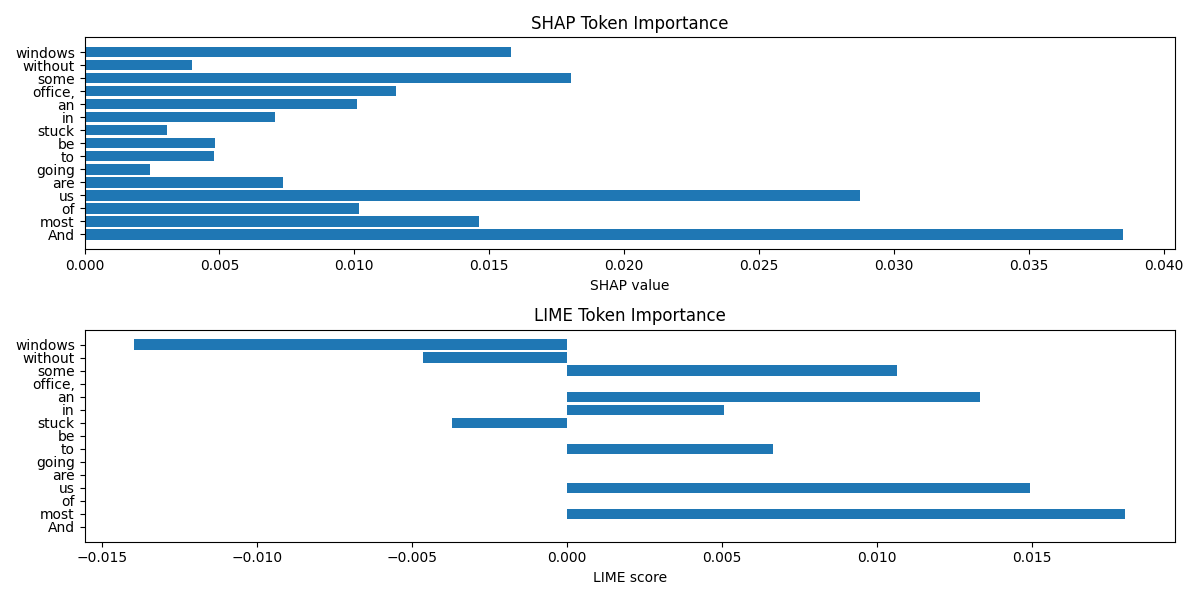 SHAP Token Importance
windows
without
some
office,
an
in
stuck
be
to
going
are
us
of
most
And
0.000 0.005 0.010 0.015 0.020 0.025 0.030 0.035 0.040
SHAP value
LIME Token Importance
windows
without
some
office,
an
in
stuck
be
to
going
are
us
of
most
And
−0.015 −0.010 −0.005 0.000 0.005 0.010 0.015
LIME score